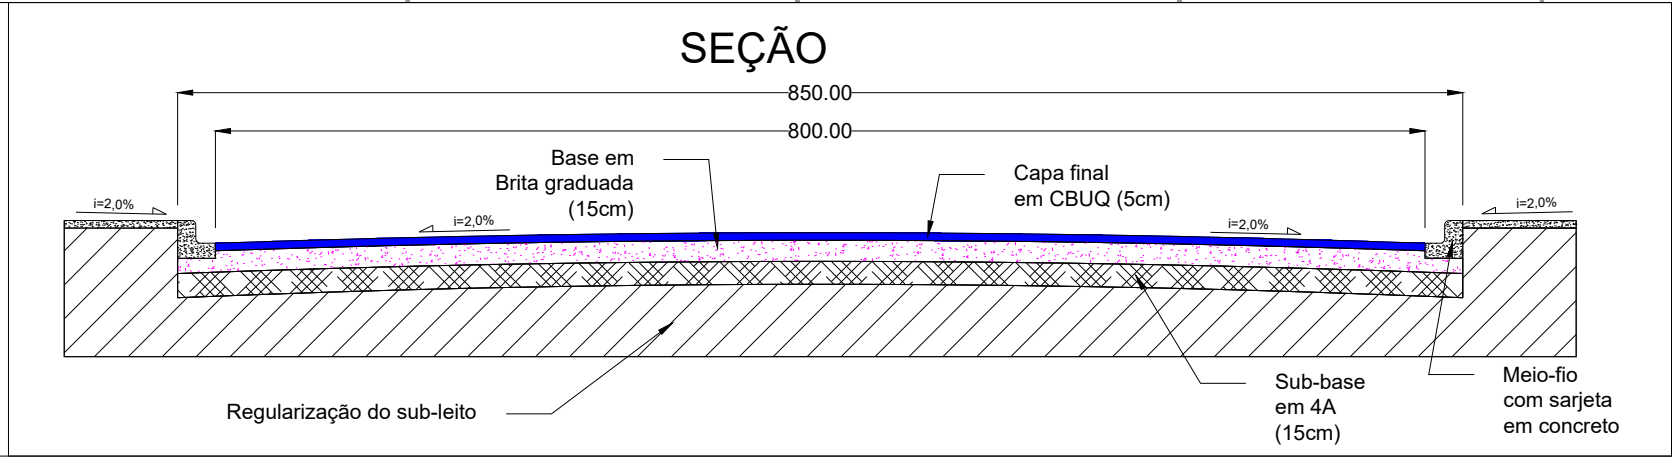 SEÇÃO
850.00
800.00
Base em
Brita graduada
(15cm)
Capa final
em CBUQ (5cm)
i=2,0%
i=2,0%
i=2,0%
i=2,0%
Regularização do sub-leito
Sub-base
em 4A
(15cm)
Meio-fio
com sarjeta
em concreto